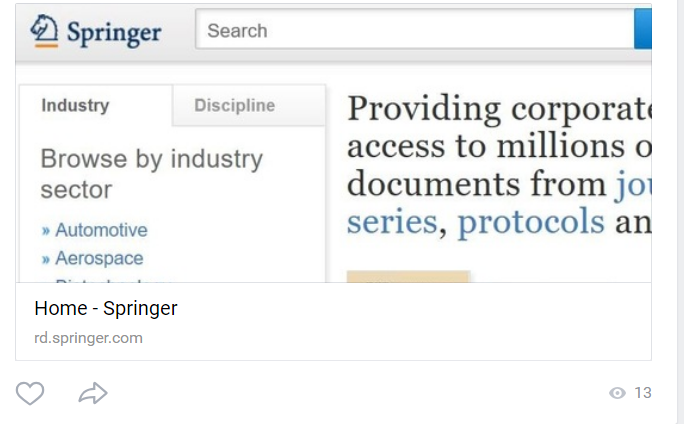 Springer
Search
Industry
Discipline
Browse by industry
sector
» Automotive
» Aerospace
Providing corporate
access to millions o
documents from jou
series, protocols an
Home - Springer
rd.springer.com
13